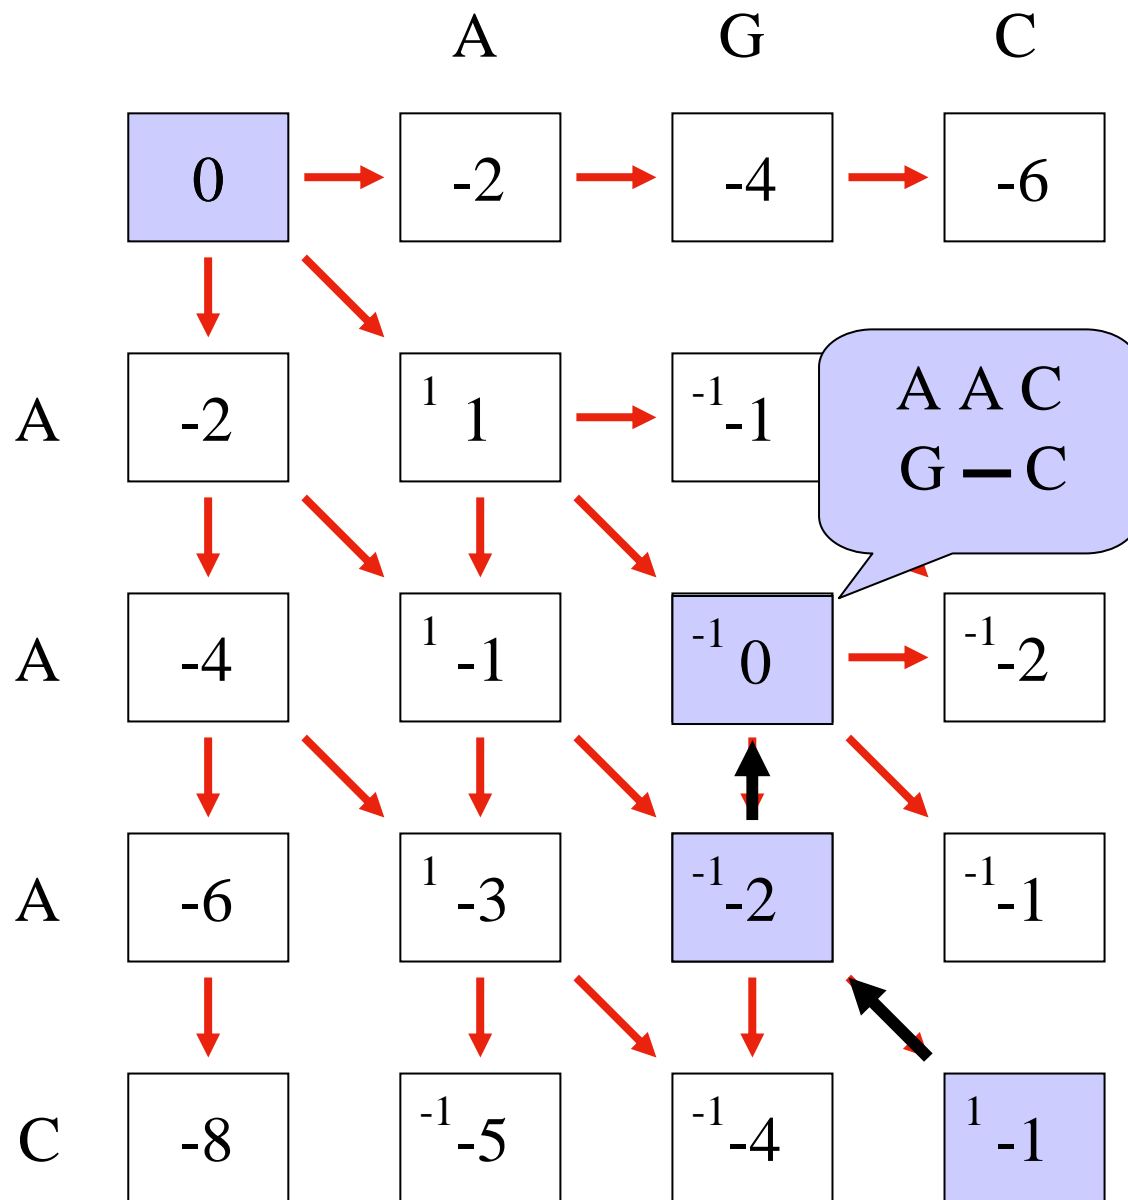 A G C
0 -2 -4 -6
A -2 1 1 -1 -1
A A C
G – C
A -4 1 -1 -1 0 -1 -2
A -6 1 -3 -1 -2 -1 -1
C -8 -1 -5 -1 -4 1 -1